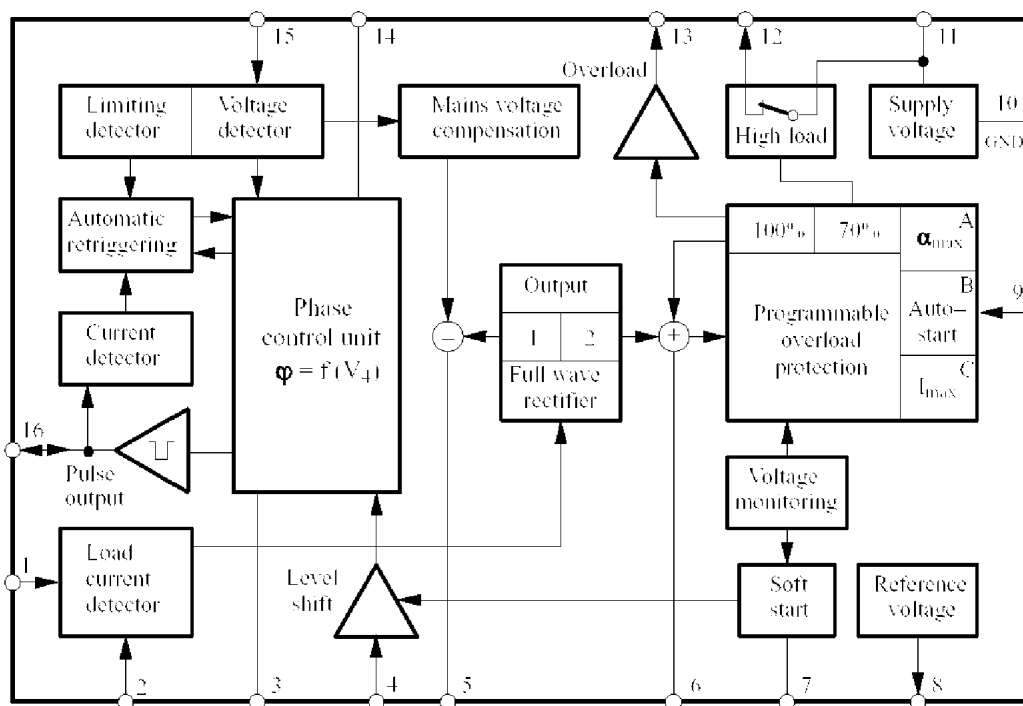 15
14
13
12
11
Overload
Limiting
detector
Voltage
detector
Mains voltage
compensation
High load
Supply
voltage
10
GND
Automatic
retriggering
100%
70%
A
αmax
Phase
control unit
φ = f (V4)
Output
1
2
Full wave
rectifier
−
+
Programmable
overload
protection
B
Auto–
start
C
Imax
9
Current
detector
16
Pulse
output
Voltage
monitoring
1
Load
current
detector
Level
shift
Soft
start
Reference
voltage
2
3
4
5
6
7
8